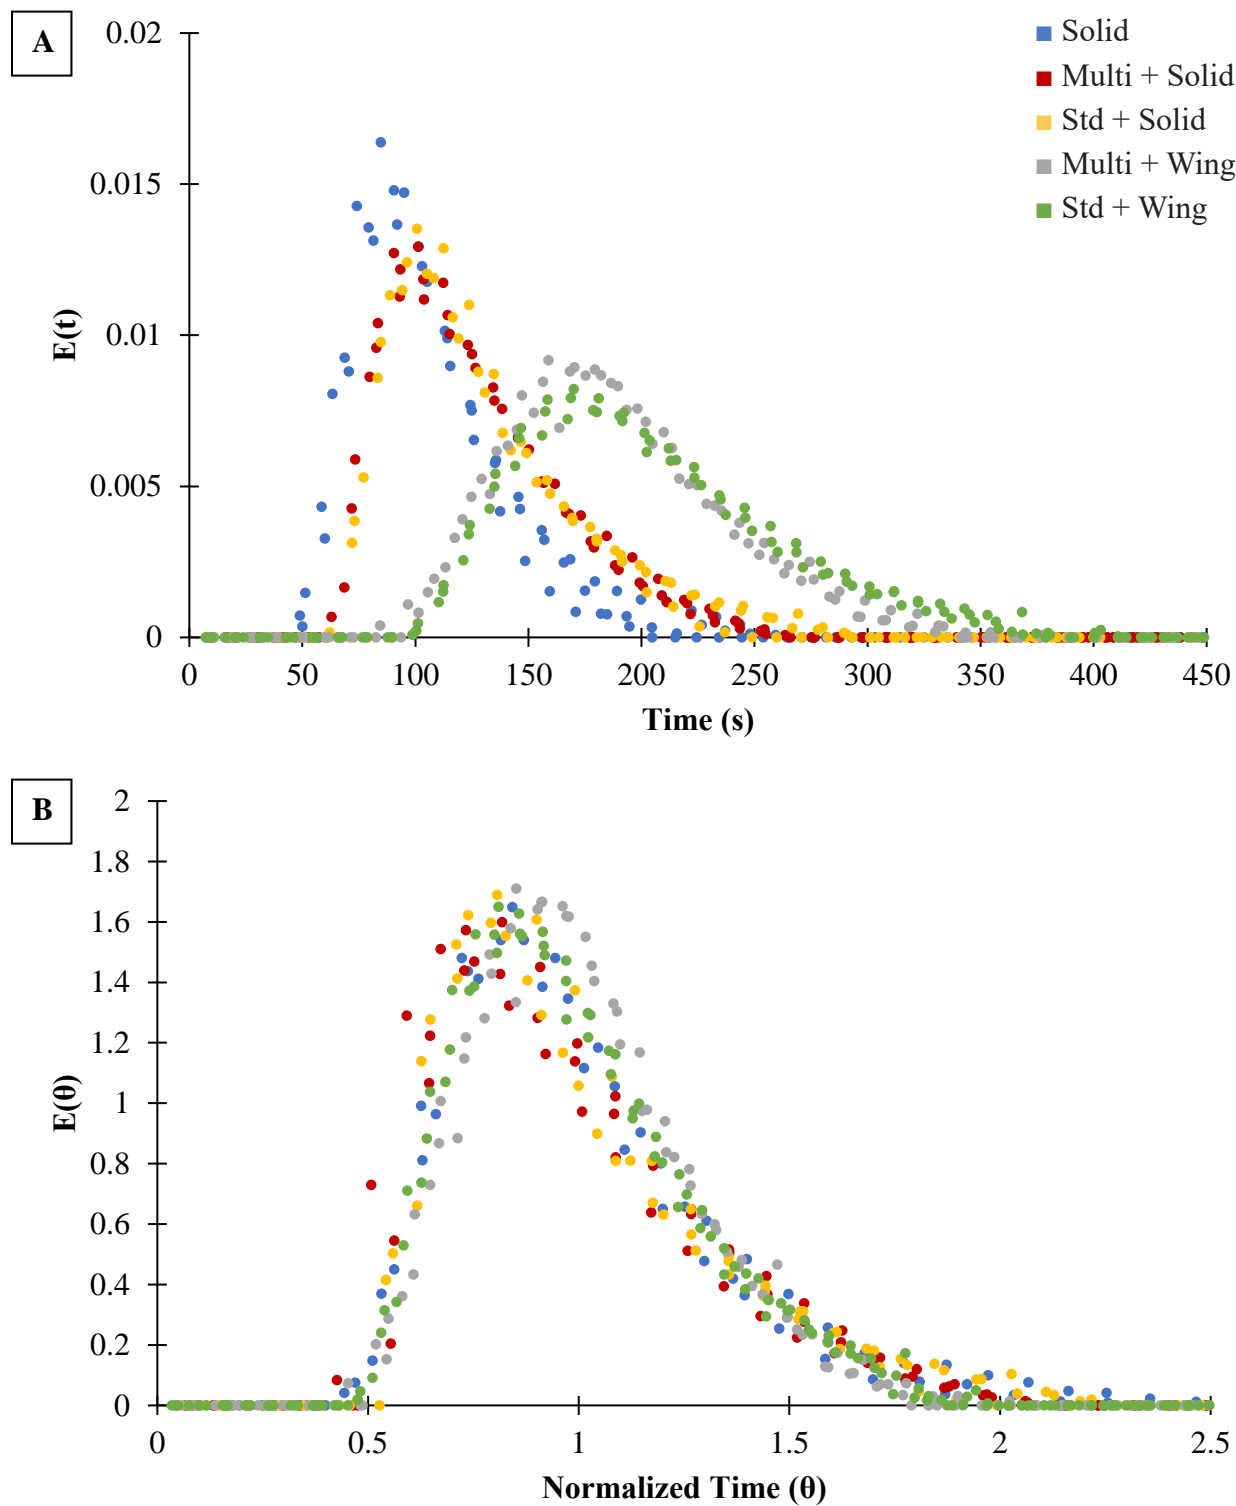 A
0.02
Solid
Multi + Solid
Std + Solid
Multi + Wing
Std + Wing
0.015
0.01
0.005
0
E(t)
0 50 100 150 200 250 300 350 400 450
Time (s)
B
2
1.8
1.6
1.4
1.2
1
0.8
0.6
0.4
0.2
0
E(θ)
0 0.5 1 1.5 2 2.5
Normalized Time (θ)